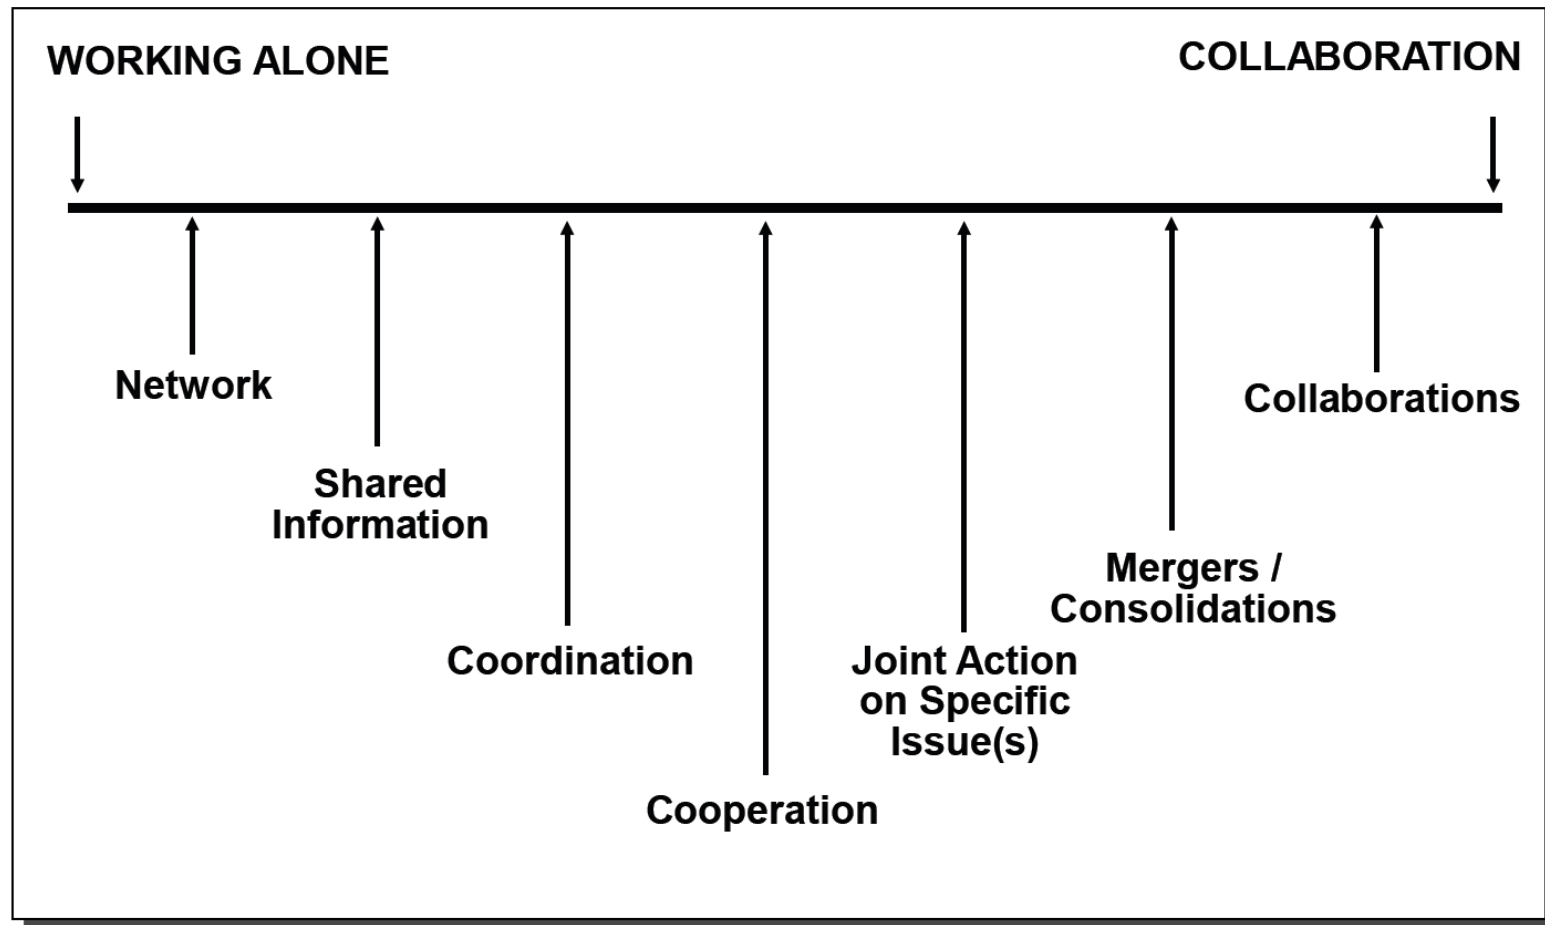 WORKING ALONE
COLLABORATION
Network
Shared
Information
Coordination
Cooperation
Joint Action
on Specific
Issue(s)
Mergers /
Consolidations
Collaborations